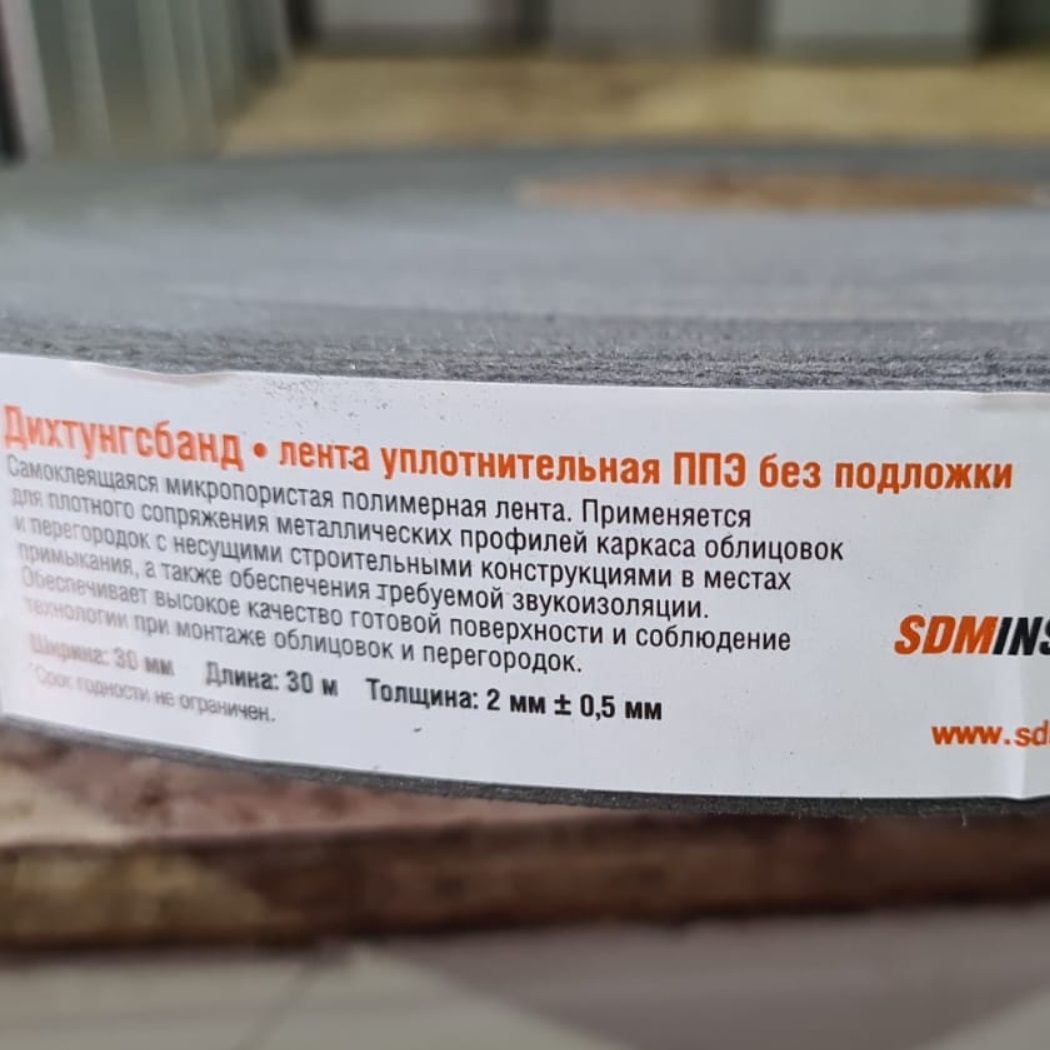 Дихтунгсбанд • лента уплотнительная ППЭ без подложки
Самоклеящаяся микропористая полимерная лента. Применяется
для плотного сопряжения металлических профилей каркаса облицовок
и перегородок с несущими строительными конструкциями в местах
примыкания, а также обеспечения требуемой звукоизоляции.
Обеспечивает высокое качество готовой поверхности и соблюдение
технологии при монтаже облицовок и перегородок.
Ширина: 30 мм Длина: 30 м Толщина: 2 мм ± 0,5 мм
*Срок годности не ограничен.
SDMINS
www.sd